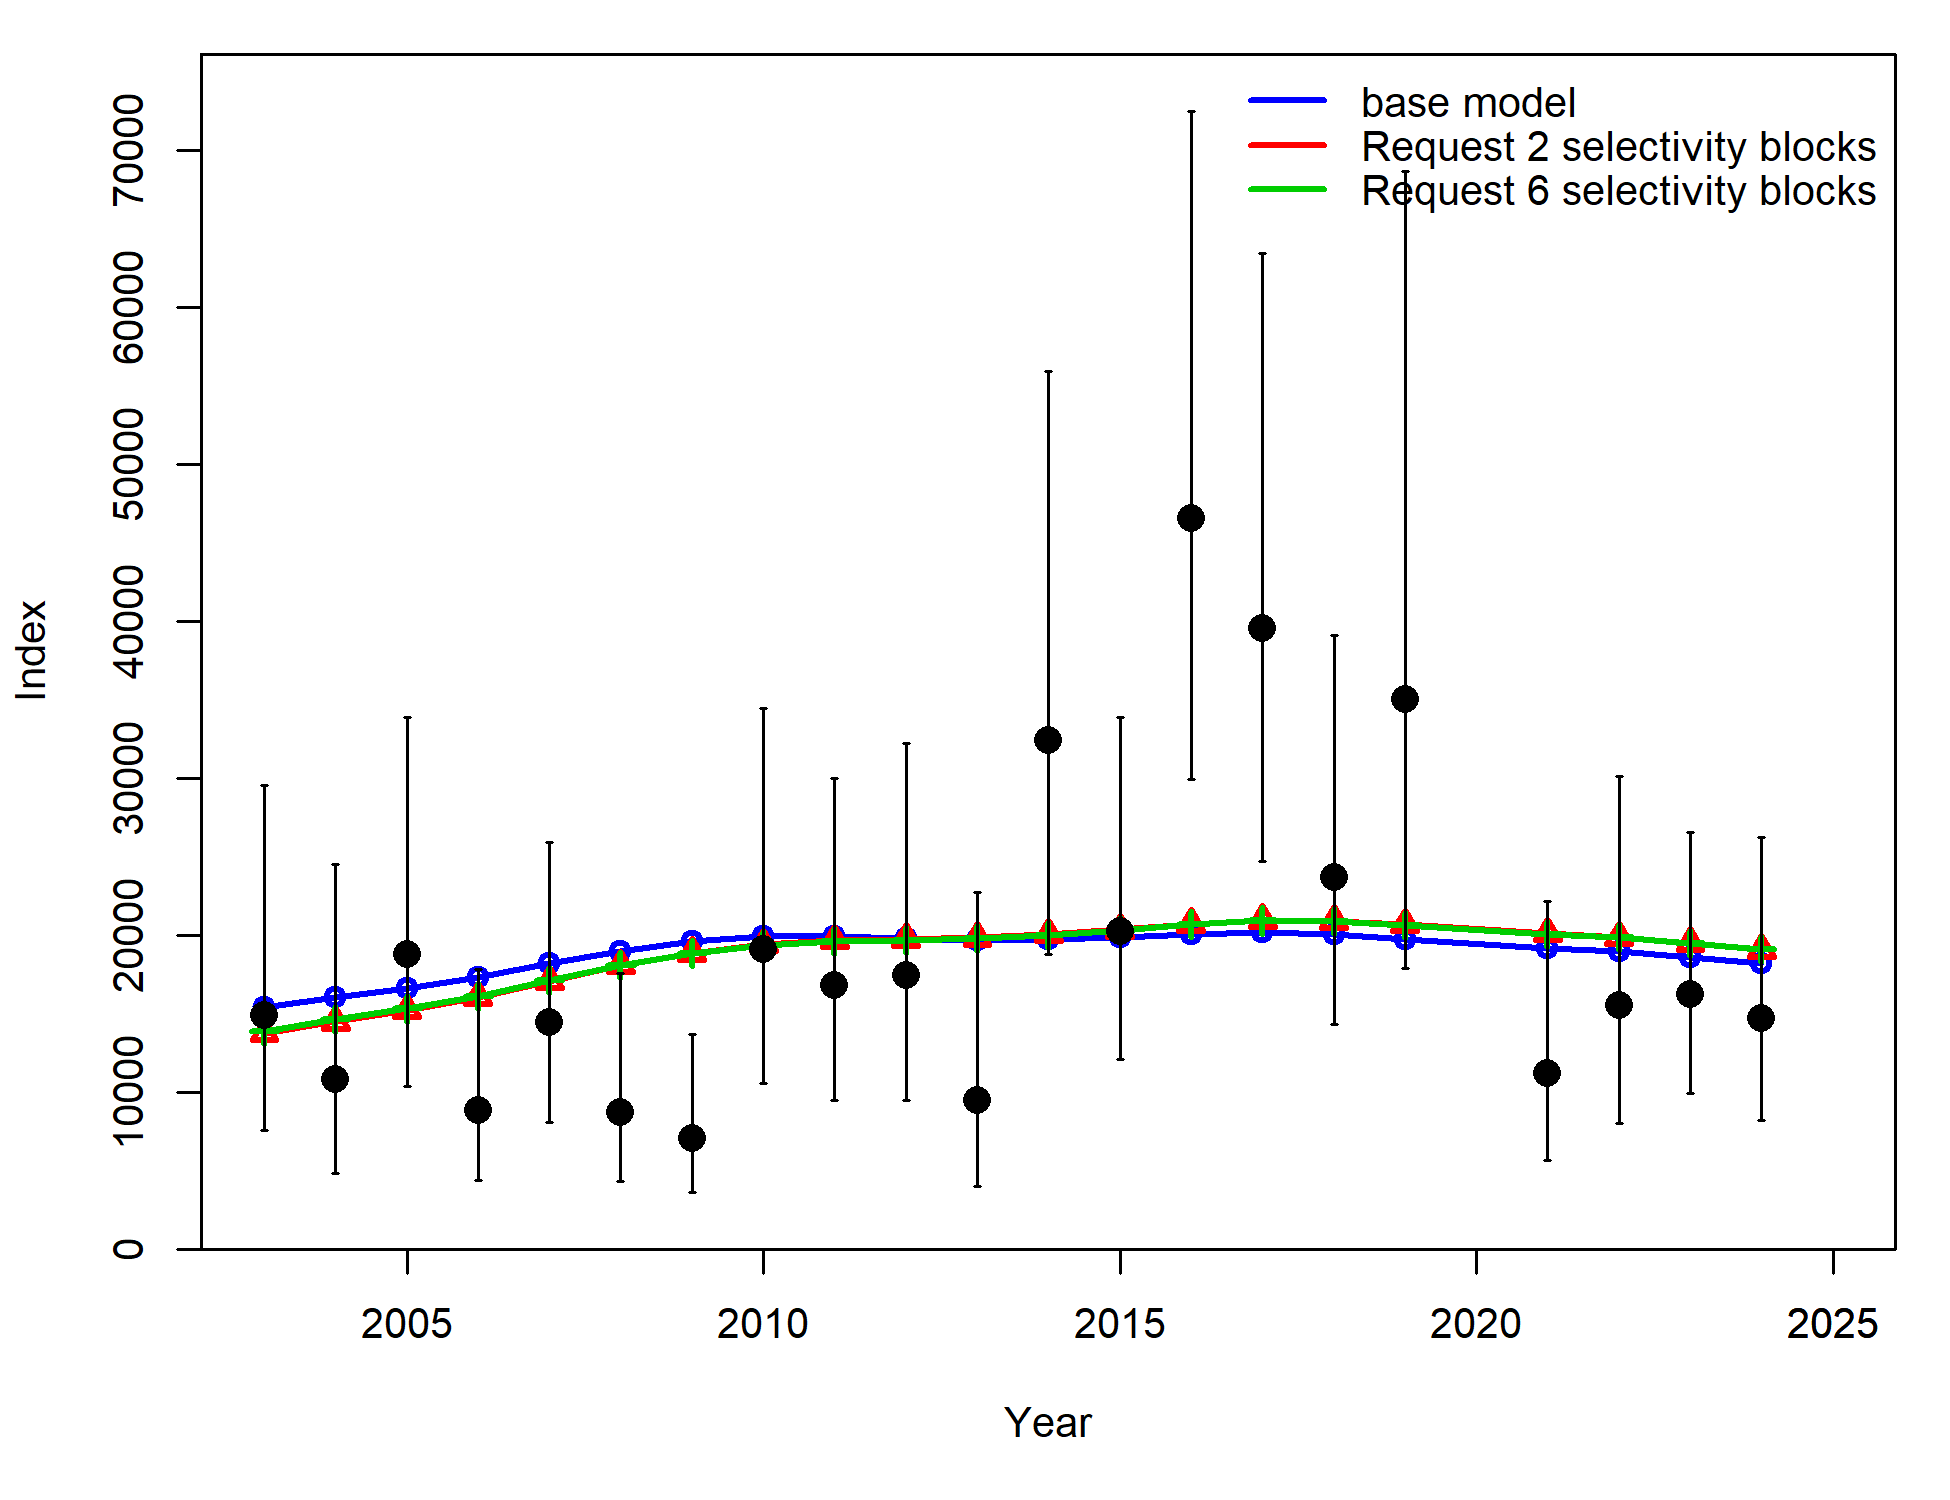 base model
Request 2 selectivity blocks
Request 6 selectivity blocks
70000
60000
50000
40000
30000
20000
10000
0
Index
2005 2010 2015 2020 2025
Year